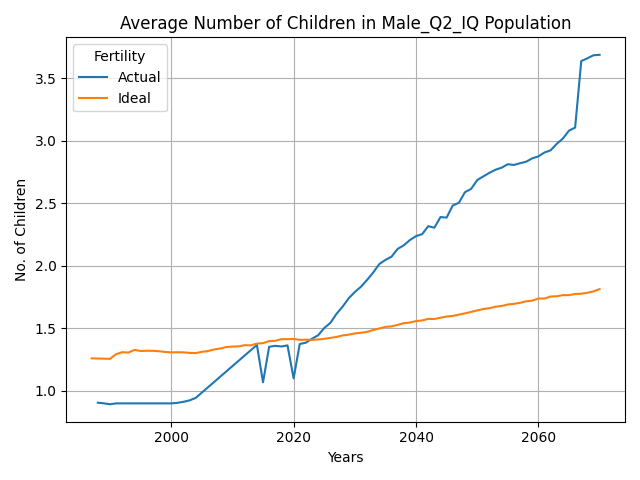 Average Number of Children in Male_Q2_IQ Population
Fertility
Actual
Ideal
No. of Children
3.5
3.0
2.5
2.0
1.5
1.0
2000 2020 2040 2060
Years